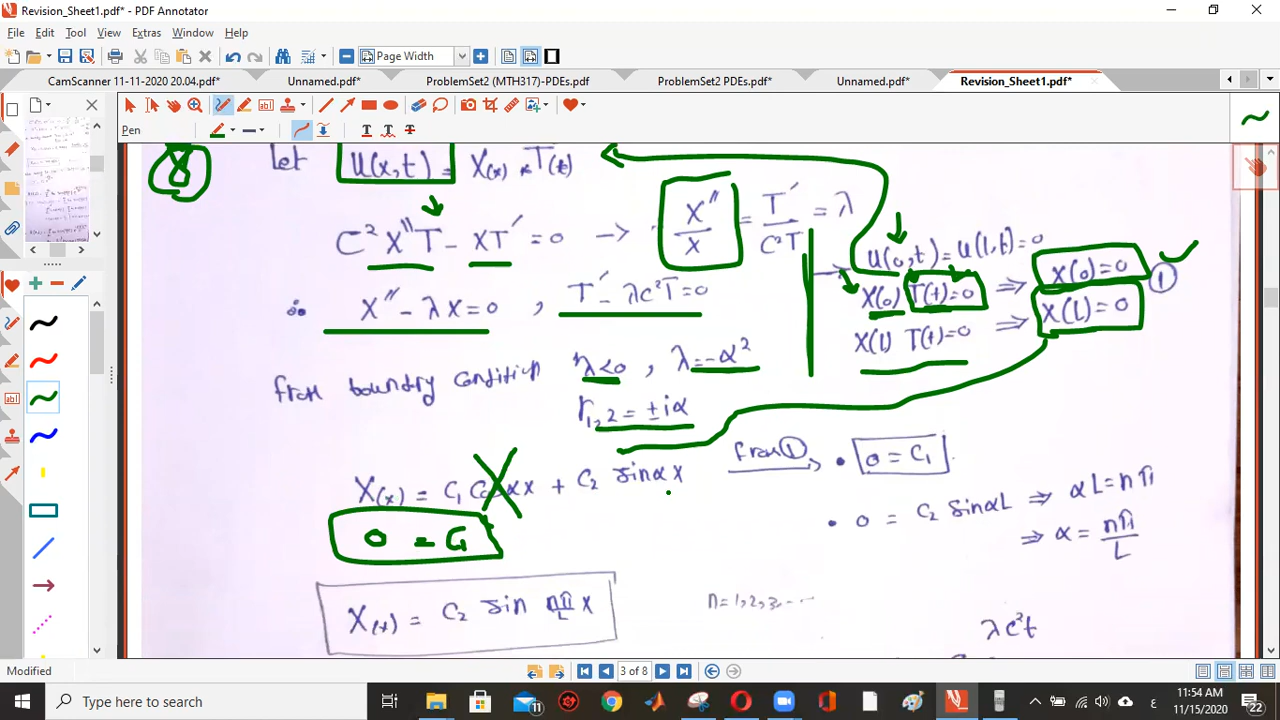 Revision_Sheet1.pdf* - PDF Annotator
File Edit Tool View Extras Window Help
Page Width
CamScanner 11-11-2020 20.04.pdf* Unnamed.pdf* ProblemSet2 (MTH317)-PDEs.pdf ProblemSet2 PDEs.pdf* Unnamed.pdf* Revision_Sheet1.pdf*
Pen
let U(x,t) = X(x) * T(t)
C² X"T - XT' = 0 → X"/X = T'/C²T = λ
U(0,t) = U(l,t) = 0
∴ X" - λX = 0 , T' - λc²T = 0
X(0) T(t) = 0 ⇒ X(0) = 0 ①
X(l) T(t) = 0 ⇒ X(l) = 0
from boundry condition λ<0 , λ = -α²
r1,2 = ±iα
X(x) = C1 Cos αx + C2 sin αx
from ① • 0 = C1
• 0 = C2 sin αL ⇒ αL = nπ
⇒ α = nπ/L
0 = C1
X(x) = C2 sin nπ/L x
n = 1, 2, 3, ....
λc²t
Modified
3 of 8
Type here to search
11
ع
11:54 AM
11/15/2020
22